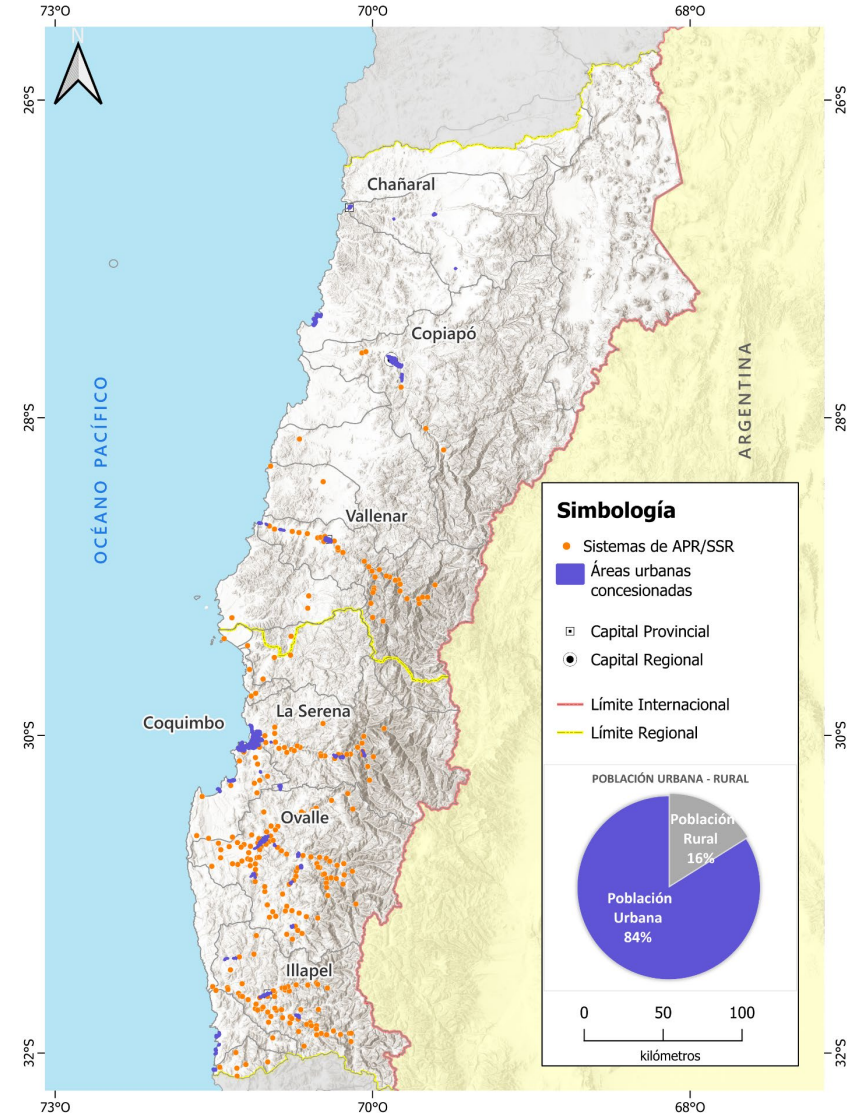 73°O
70°O
68°O
N
26°S
26°S
Chañaral
Copiapó
28°S
28°S
OCÉANO PACÍFICO
ARGENTINA
Vallenar
Simbología
Sistemas de APR/SSR
Áreas urbanas
concesionadas
Capital Provincial
Capital Regional
Límite Internacional
Límite Regional
La Serena
Coquimbo
30°S
30°S
POBLACIÓN URBANA - RURAL
Población
Rural
16%
Población
Urbana
84%
Ovalle
Illapel
0
50
100
kilómetros
32°S
32°S
73°O
70°O
68°O